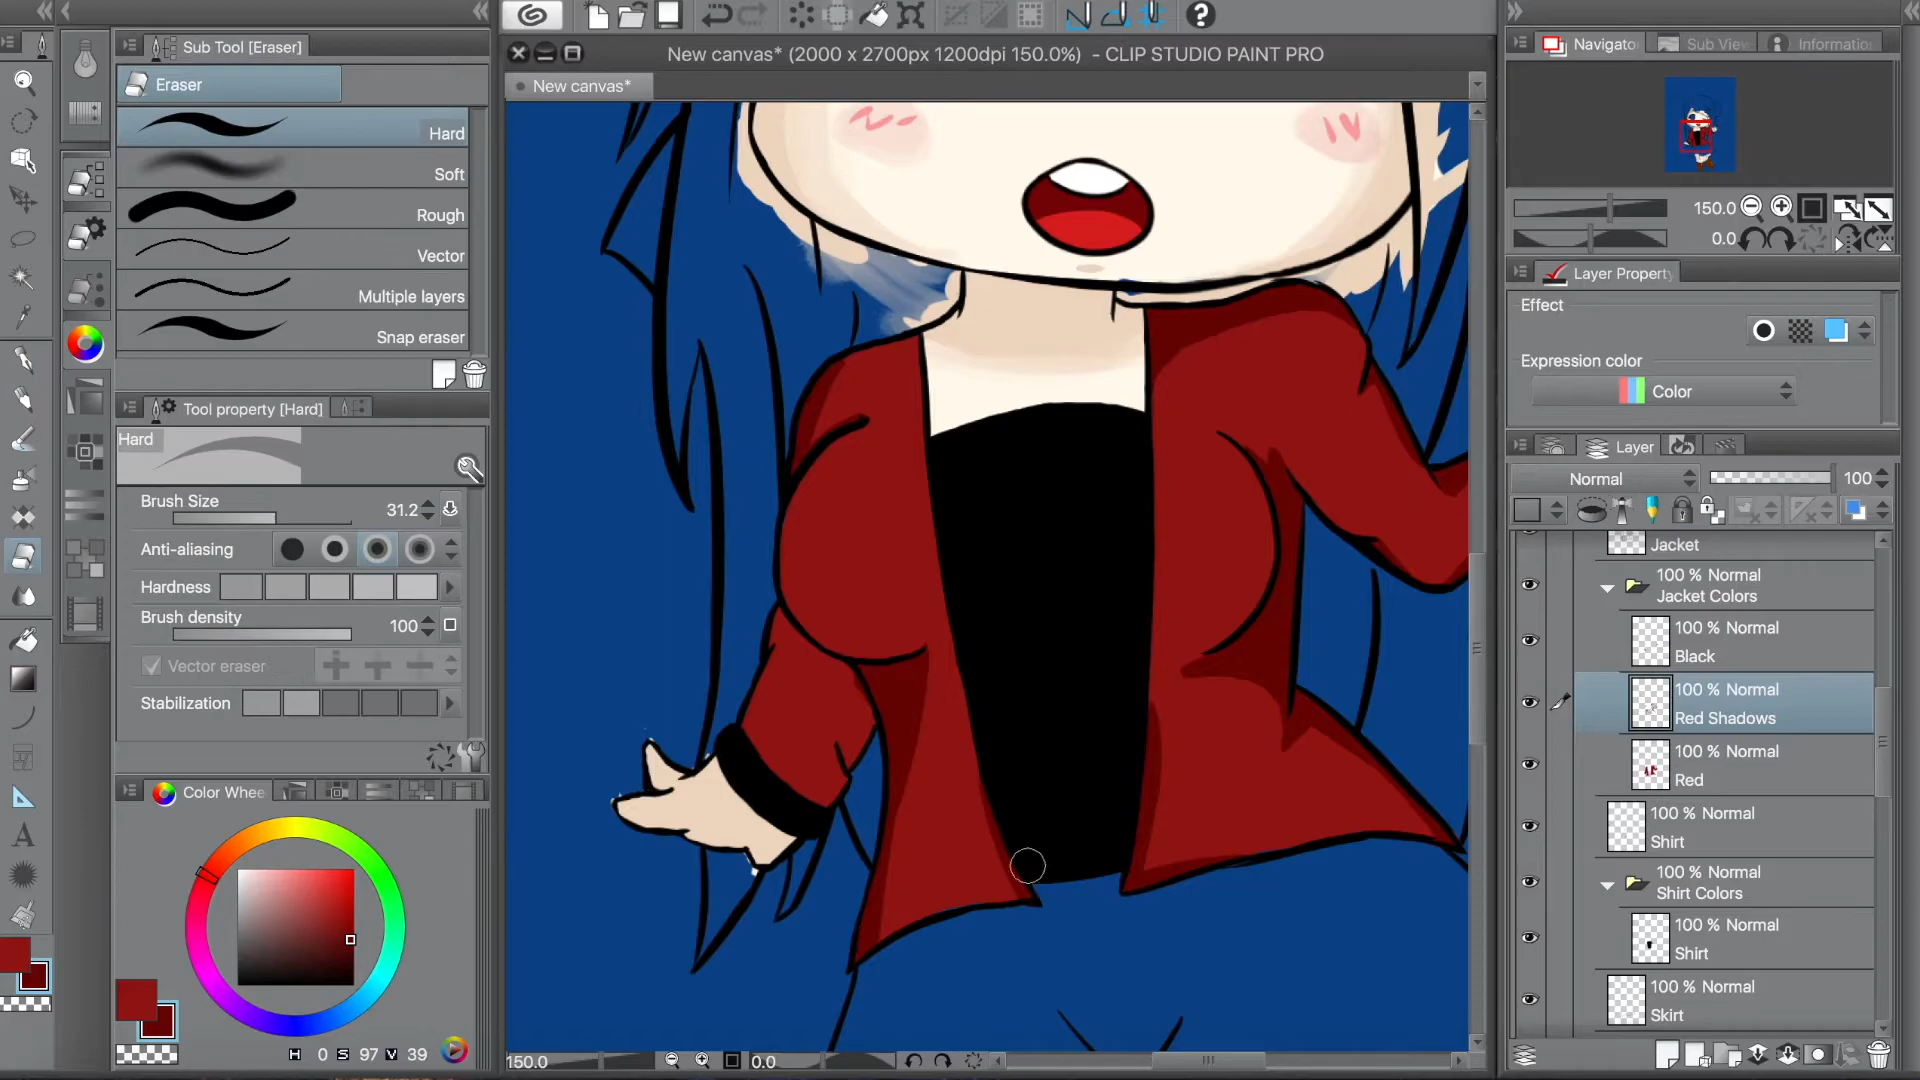 Sub Tool [Eraser]
Eraser
Hard
Soft
Rough
Vector
Multiple layers
Snap eraser
Tool property [Hard]
Hard
Brush Size 31.2
Anti-aliasing
Hardness
Brush density 100
Vector eraser
Stabilization
Color Whee
H 0 S 97 V 39
New canvas* (2000 x 2700px 1200dpi 150.0%) - CLIP STUDIO PAINT PRO
New canvas*
150.0
0.0
Navigato
Sub View
Informatio
150.0
0.0
Layer Property
Effect
Expression color
Color
Layer
Normal 100
Jacket
100 % Normal
Jacket Colors
100 % Normal
Black
100 % Normal
Red Shadows
100 % Normal
Red
100 % Normal
Shirt
100 % Normal
Shirt Colors
100 % Normal
Shirt
100 % Normal
Skirt